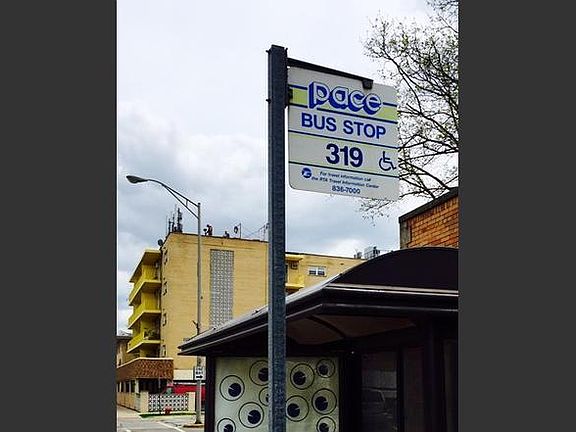 pace
BUS STOP
319
For travel information call
the RTA Travel Information Center
836-7000